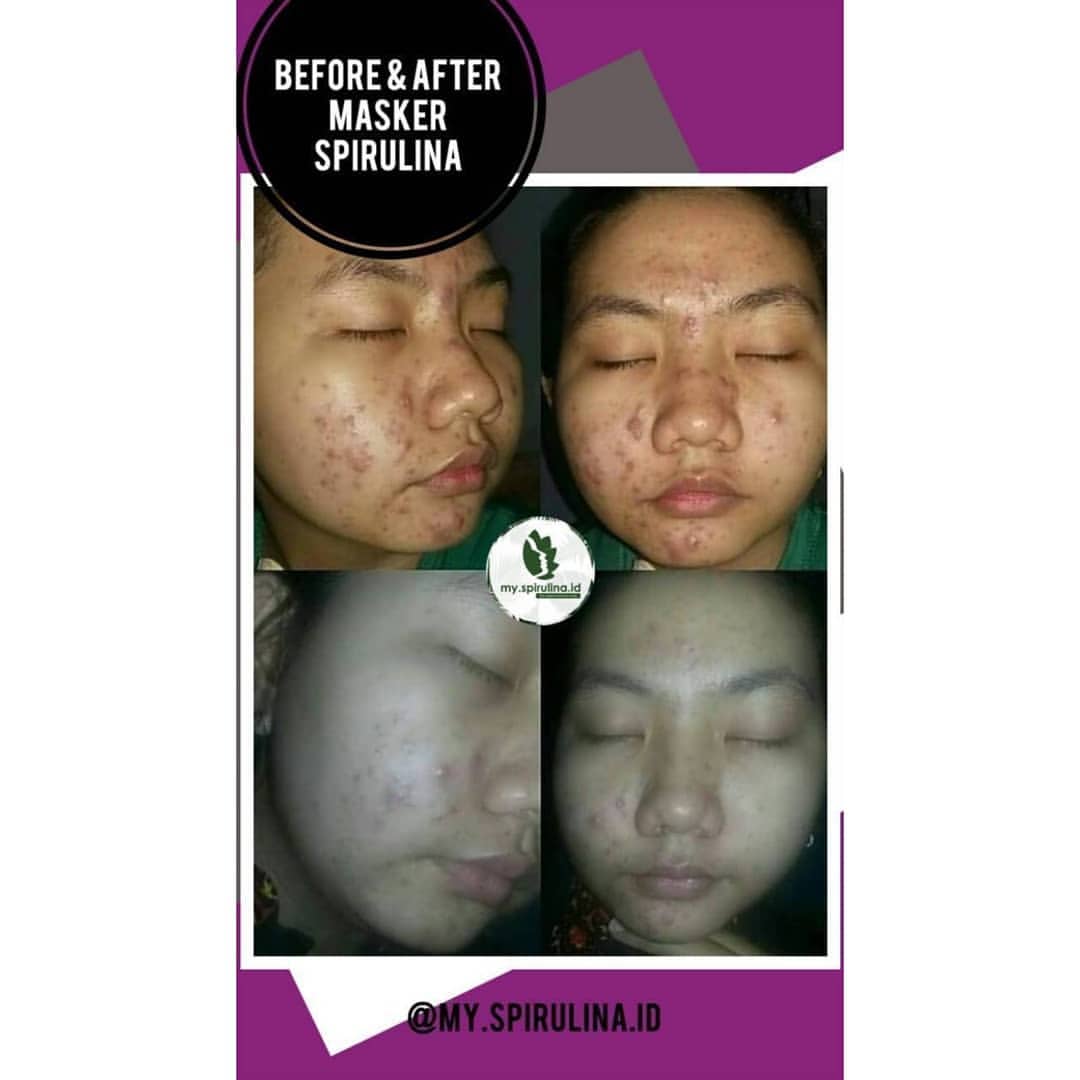 BEFORE & AFTER
MASKER
SPIRULINA
my.spirulina.id
@MY.SPIRULINA.ID